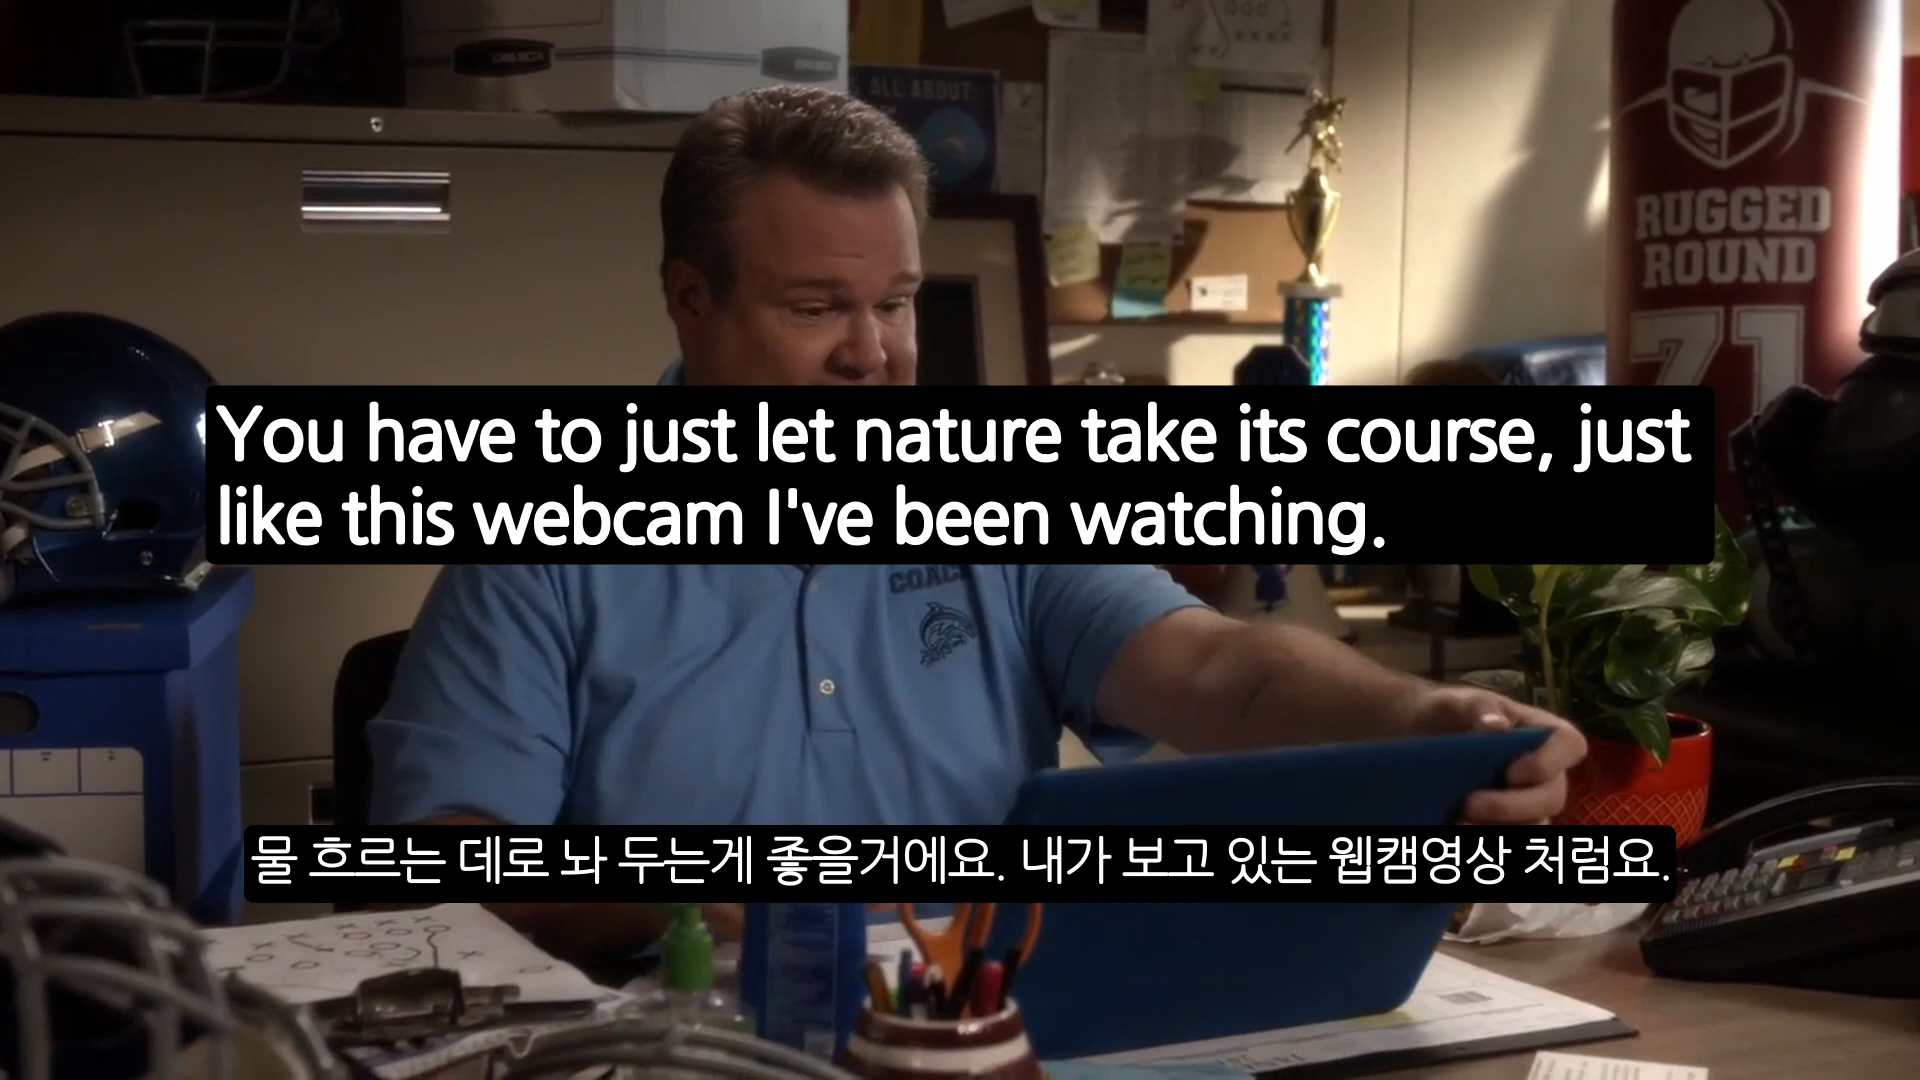 ALL ABOUT
RUGGED
ROUND
71
You have to just let nature take its course, just
like this webcam I've been watching.
COACH
물 흐르는 데로 놔 두는게 좋을거에요. 내가 보고 있는 웹캠영상 처럼요.